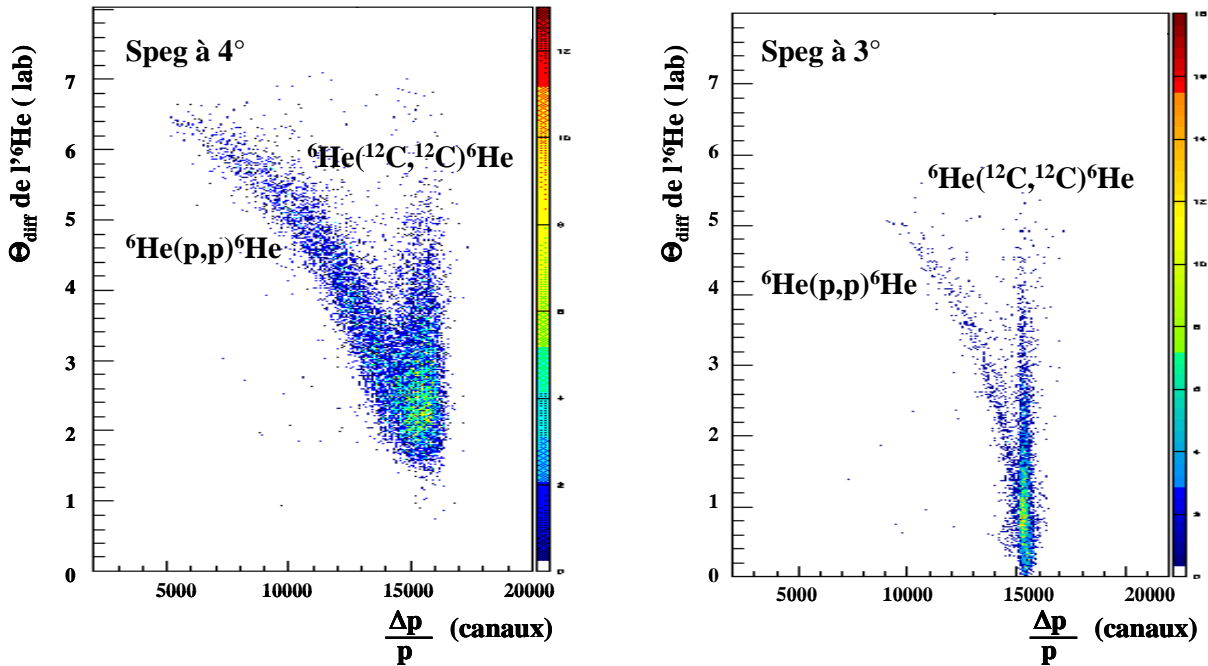 Speg à 4°
Θdiff de l'⁶He ( lab)
⁶He(¹²C,¹²C)⁶He
⁶He(p,p)⁶He
7
6
5
4
3
2
1
0
5000 10000 15000 20000
Δp
p
(canaux)
Speg à 3°
Θdiff de l'⁶He ( lab)
⁶He(¹²C,¹²C)⁶He
⁶He(p,p)⁶He
7
6
5
4
3
2
1
0
5000 10000 15000 20000
Δp
p
(canaux)